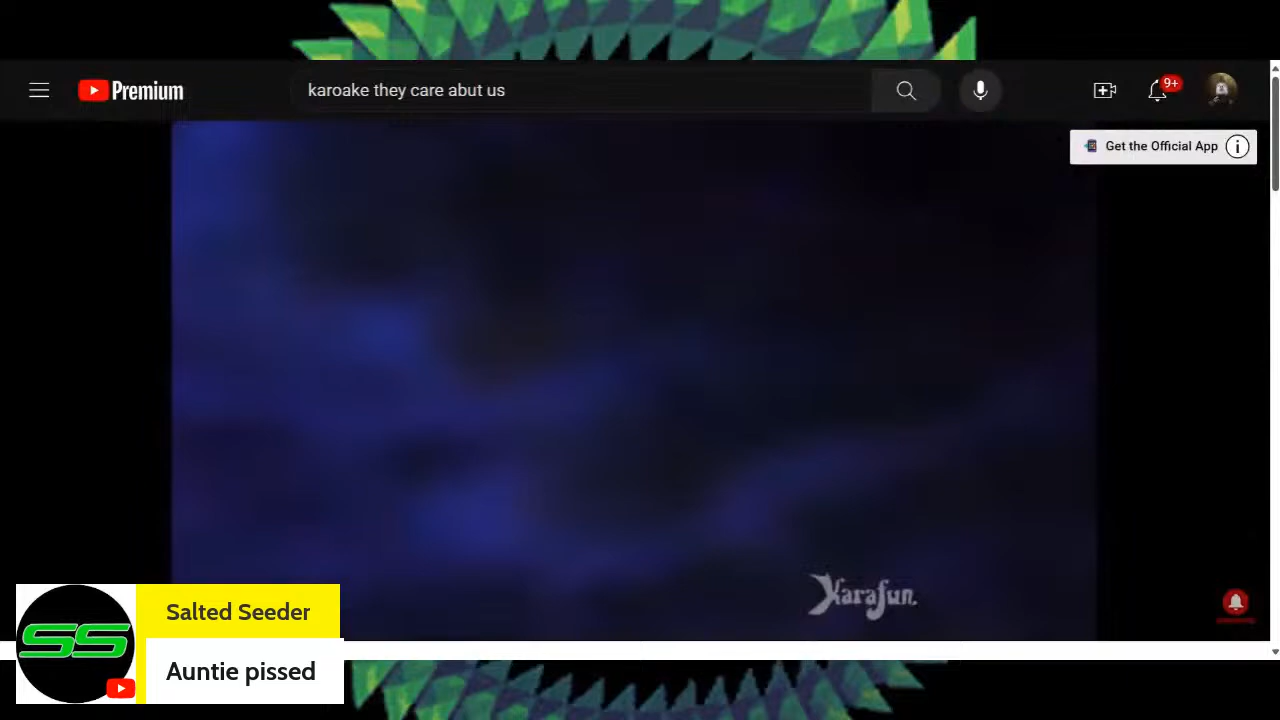 Premium
karoake they care abut us
9+
Get the Official App
Karafun
Salted Seeder
SS
Auntie pissed